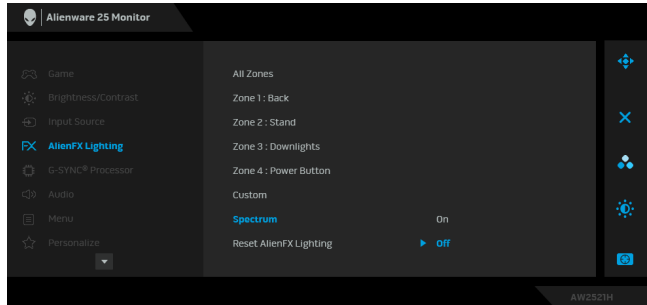 Alienware 25 Monitor
Game
Brightness/Contrast
Input Source
FX AlienFX Lighting
G-SYNC® Processor
Audio
Menu
Personalize
All Zones
Zone 1 : Back
Zone 2 : Stand
Zone 3 : Downlights
Zone 4 : Power Button
Custom
Spectrum On
Reset AlienFX Lighting Off
AW2521H